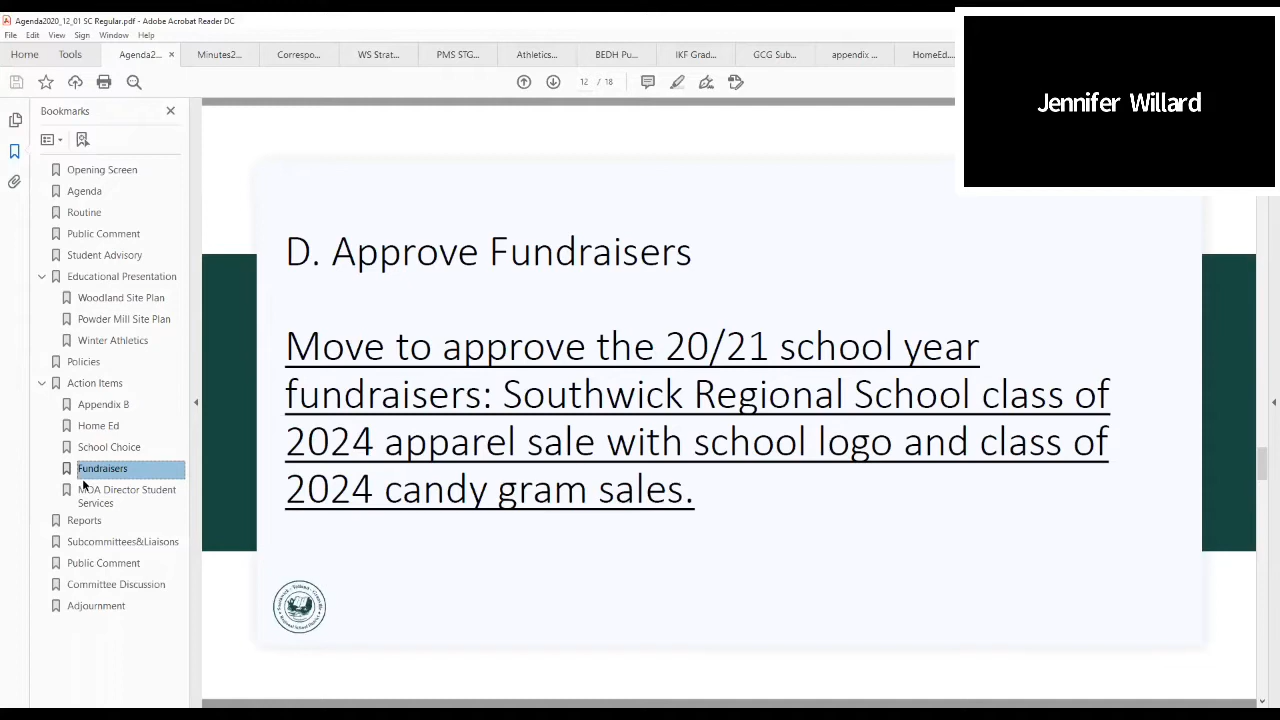 Agenda2020_12_01 SC Regular.pdf - Adobe Acrobat Reader DC
File Edit View Sign Window Help
Home Tools Agenda2... × Minutes2... Correspo... WS Strat... PMS STG... Athletics... BEDH Pu... IKF Grad... GCG Sub... appendix ... HomeEd...
12 / 18
Jennifer Willard
Bookmarks
Opening Screen
Agenda
Routine
Public Comment
Student Advisory
Educational Presentation
Woodland Site Plan
Powder Mill Site Plan
Winter Athletics
Policies
Action Items
Appendix B
Home Ed
School Choice
Fundraisers
MOA Director Student
Services
Reports
Subcommittees&Liaisons
Public Comment
Committee Discussion
Adjournment
D. Approve Fundraisers
Move to approve the 20/21 school year
fundraisers: Southwick Regional School class of
2024 apparel sale with school logo and class of
2024 candy gram sales.